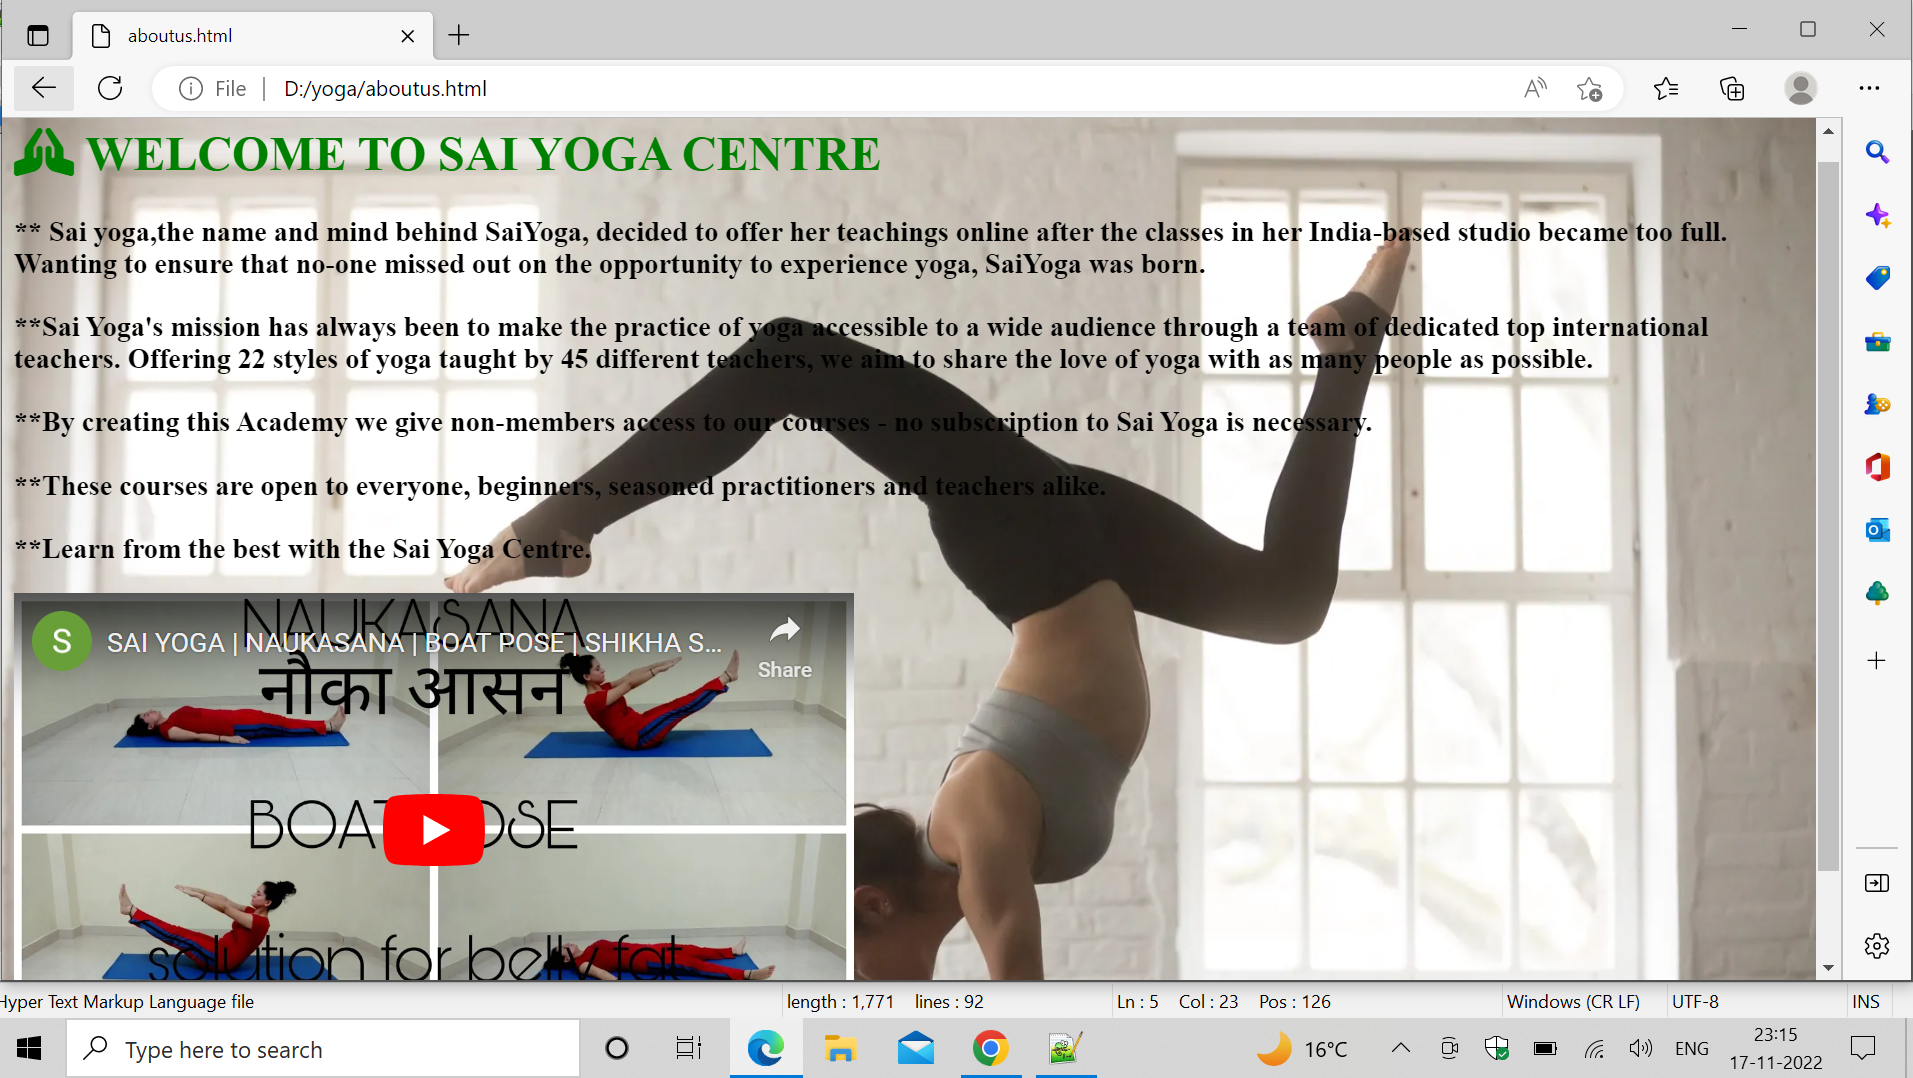 aboutus.html
File
D:/yoga/aboutus.html
WELCOME TO SAI YOGA CENTRE
** Sai yoga,the name and mind behind SaiYoga, decided to offer her teachings online after the classes in her India-based studio became too full.
Wanting to ensure that no-one missed out on the opportunity to experience yoga, SaiYoga was born.
**Sai Yoga's mission has always been to make the practice of yoga accessible to a wide audience through a team of dedicated top international
teachers. Offering 22 styles of yoga taught by 45 different teachers, we aim to share the love of yoga with as many people as possible.
**By creating this Academy we give non-members access to our courses - no subscription to Sai Yoga is necessary.
**These courses are open to everyone, beginners, seasoned practitioners and teachers alike.
**Learn from the best with the Sai Yoga Centre.
NAUKASANA
S
SAI YOGA | NAUKASANA | BOAT POSE | SHIKHA S...
Share
नौका आसन
BOAT POSE
solution for belly fat
Hyper Text Markup Language file
length : 1,771 lines : 92
Ln : 5 Col : 23 Pos : 126
Windows (CR LF)
UTF-8
INS
Type here to search
16°C
ENG
23:15
17-11-2022